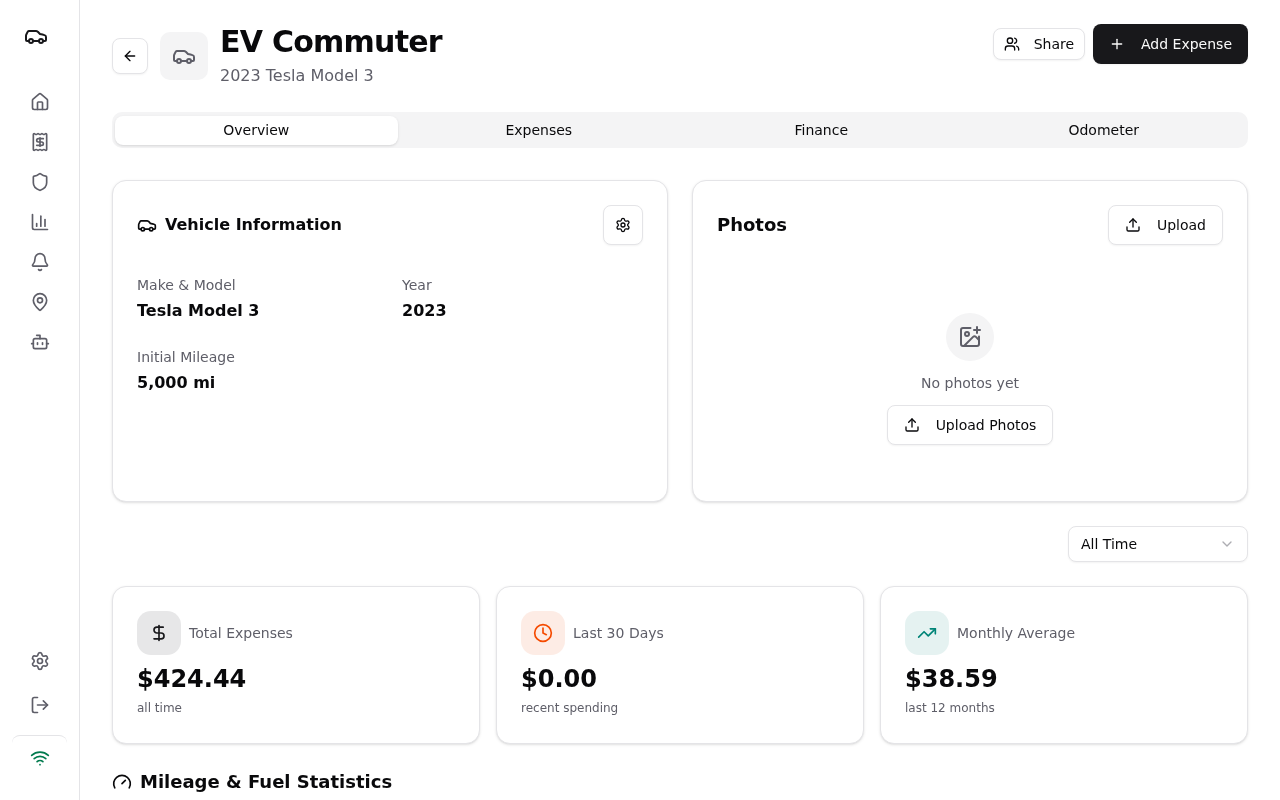 EV Commuter
2023 Tesla Model 3
Share
Add Expense
Overview
Expenses
Finance
Odometer
Vehicle Information
Make & Model
Tesla Model 3
Year
2023
Initial Mileage
5,000 mi
Photos
Upload
No photos yet
Upload Photos
All Time
Total Expenses
$424.44
all time
Last 30 Days
$0.00
recent spending
Monthly Average
$38.59
last 12 months
Mileage & Fuel Statistics